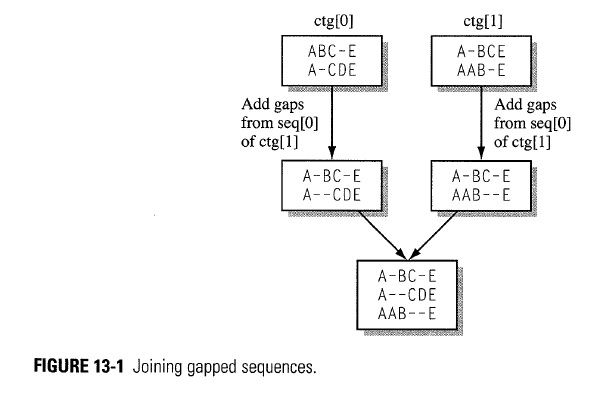 ctg[0]
ctg[1]
ABC-E
A-CDE
A-BCE
AAB-E
Add gaps
from seq[0]
of ctg[1]
Add gaps
from seq[0]
of ctg[1]
A-BC-E
A--CDE
A-BC-E
AAB--E
A-BC-E
A--CDE
AAB--E
FIGURE 13-1 Joining gapped sequences.